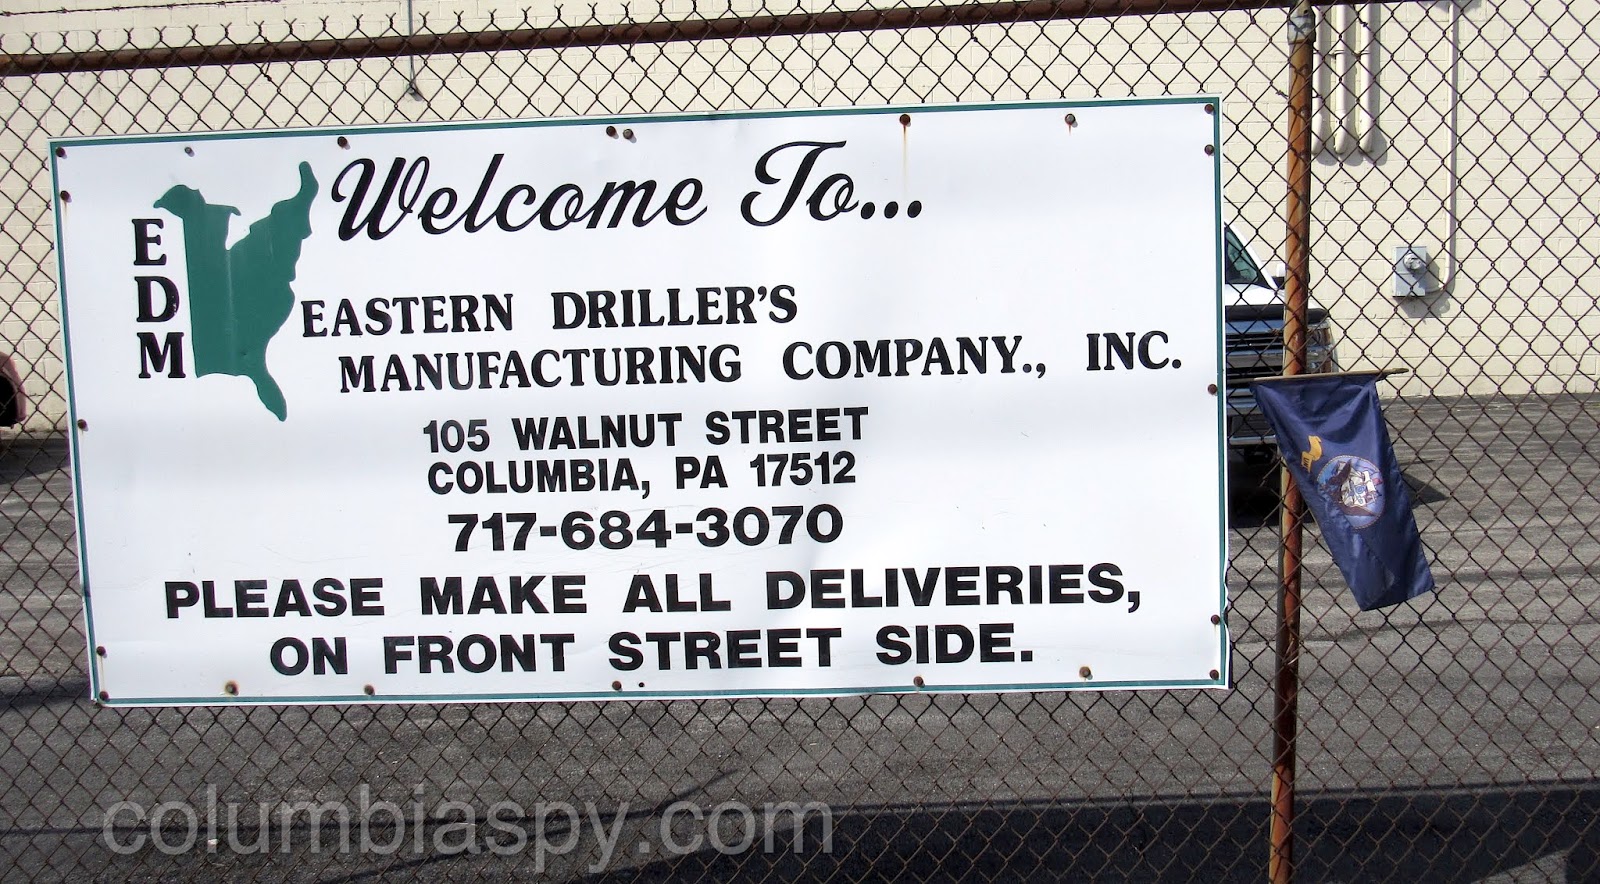 Welcome To...
EDM
EASTERN DRILLER'S
MANUFACTURING COMPANY., INC.
105 WALNUT STREET
COLUMBIA, PA 17512
717-684-3070
PLEASE MAKE ALL DELIVERIES,
ON FRONT STREET SIDE.
columbiaspy.com